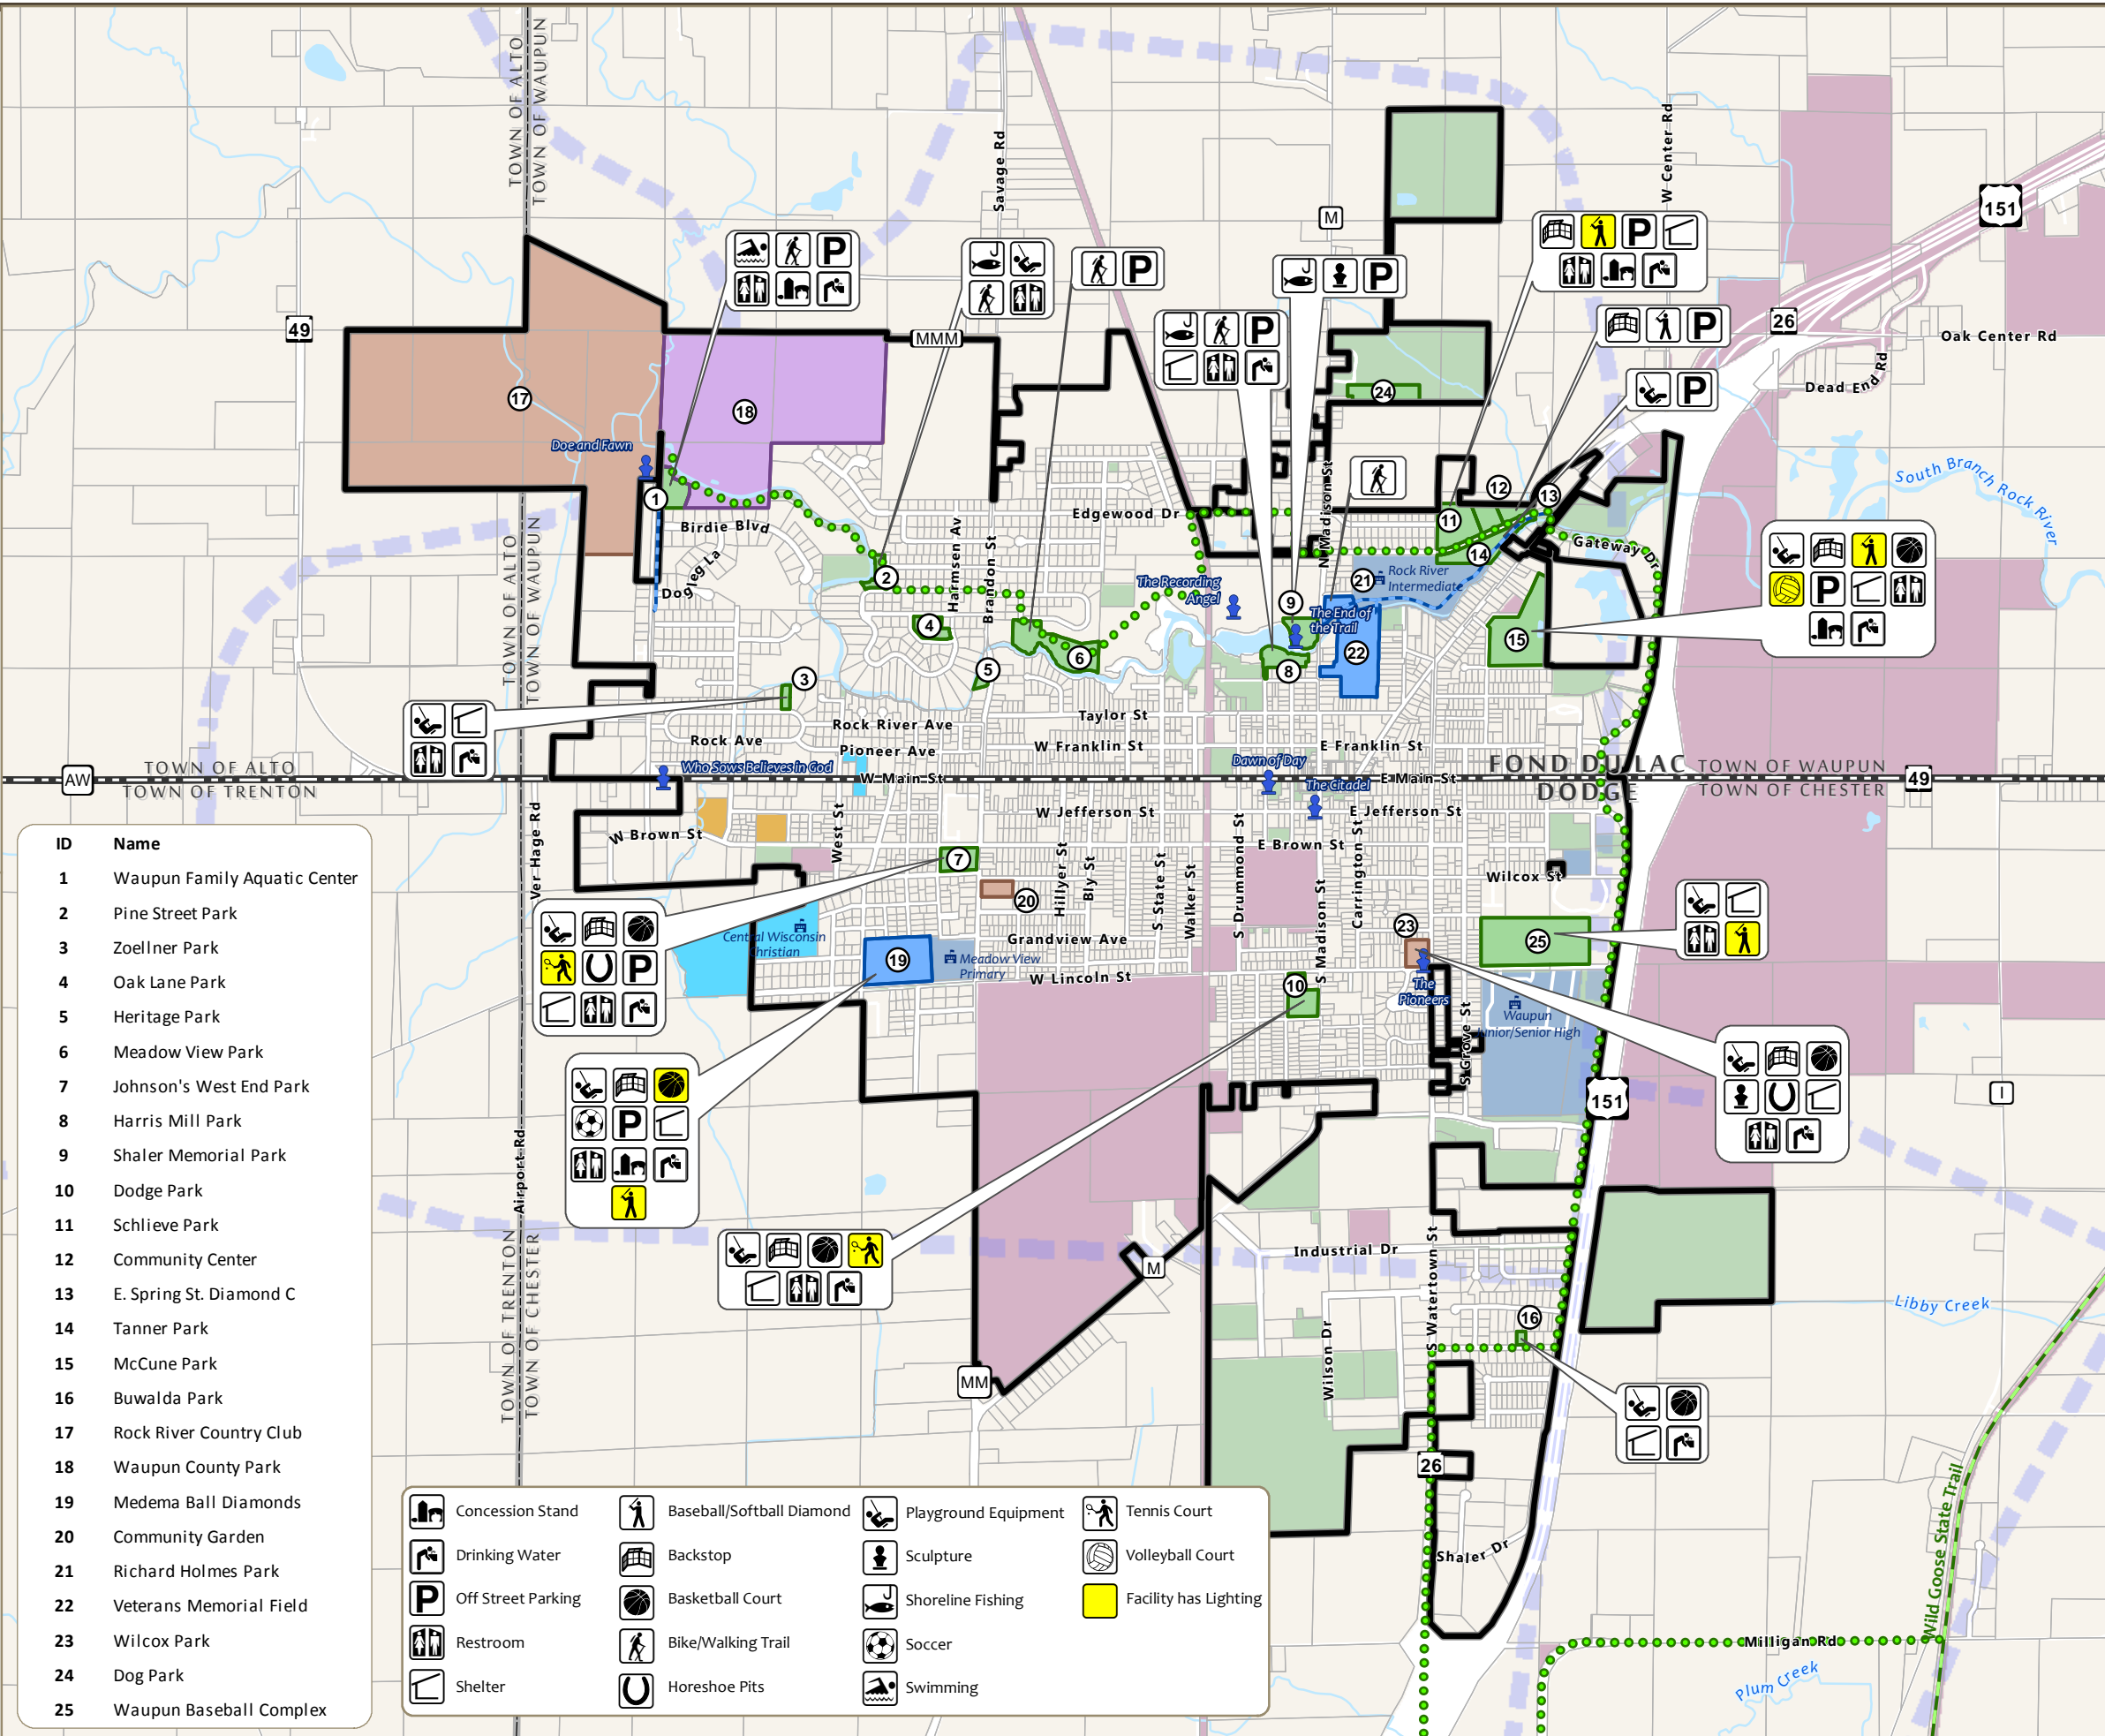 TOWN OF ALTO
TOWN OF WAUPUN
Savage Rd
W Center Rd
151
M
49
MMM
26
Oak Center Rd
Dead End Rd
17
18
24
Doe and Fawn
1
Birdie Blvd
Dogleg La
Harmsen Av
Brandon St
Edgewood Dr
N Madison St
12
13
11
14
Gateway Dr
South Branch Rock River
TOWN OF ALTO
TOWN OF WAUPUN
2
4
5
6
3
The Recording
Angel
9
The End of
the Trail
8
21
Rock River
Intermediate
22
15
Taylor St
Rock River Ave
Rock Ave
Pioneer Ave
W Franklin St
E Franklin St
Who Sows Believes in God
W Main St
Dawn of Day
The Citadel
E Main St
FOND DU LAC
DODGE
TOWN OF WAUPUN
TOWN OF CHESTER
49
AW
TOWN OF ALTO
TOWN OF TRENTON
W Jefferson St
E Jefferson St
W Brown St
E Brown St
Ver Hage Rd
West St
Hillyer St
Bly St
State St
Walker St
S Drummond St
S Madison St
Carrington St
Wilcox St
7
20
23
25
Central Wisconsin
Christian
19
Meadow View
Primary
Grandview Ave
W Lincoln St
10
The
Pioneers
S Grove St
Waupun
Junior/Senior High
151
I
Airport Rd
TOWN OF TRENTON
TOWN OF CHESTER
M
MM
Industrial Dr
Wilson Dr
S Watertown St
16
26
Shaler Dr
Libby Creek
Wild Goose State Trail
Milligan Rd
Plum Creek
P
P
P
P
P
P
P
P
P
P
P
ID Name
1 Waupun Family Aquatic Center
2 Pine Street Park
3 Zoellner Park
4 Oak Lane Park
5 Heritage Park
6 Meadow View Park
7 Johnson's West End Park
8 Harris Mill Park
9 Shaler Memorial Park
10 Dodge Park
11 Schlieve Park
12 Community Center
13 E. Spring St. Diamond C
14 Tanner Park
15 McCune Park
16 Buwalda Park
17 Rock River Country Club
18 Waupun County Park
19 Medema Ball Diamonds
20 Community Garden
21 Richard Holmes Park
22 Veterans Memorial Field
23 Wilcox Park
24 Dog Park
25 Waupun Baseball Complex
Concession Stand
Drinking Water
P Off Street Parking
Restroom
Shelter
Baseball/Softball Diamond
Backstop
Basketball Court
Bike/Walking Trail
Horeshoe Pits
Playground Equipment
Sculpture
Shoreline Fishing
Soccer
Swimming
Tennis Court
Volleyball Court
Facility has Lighting